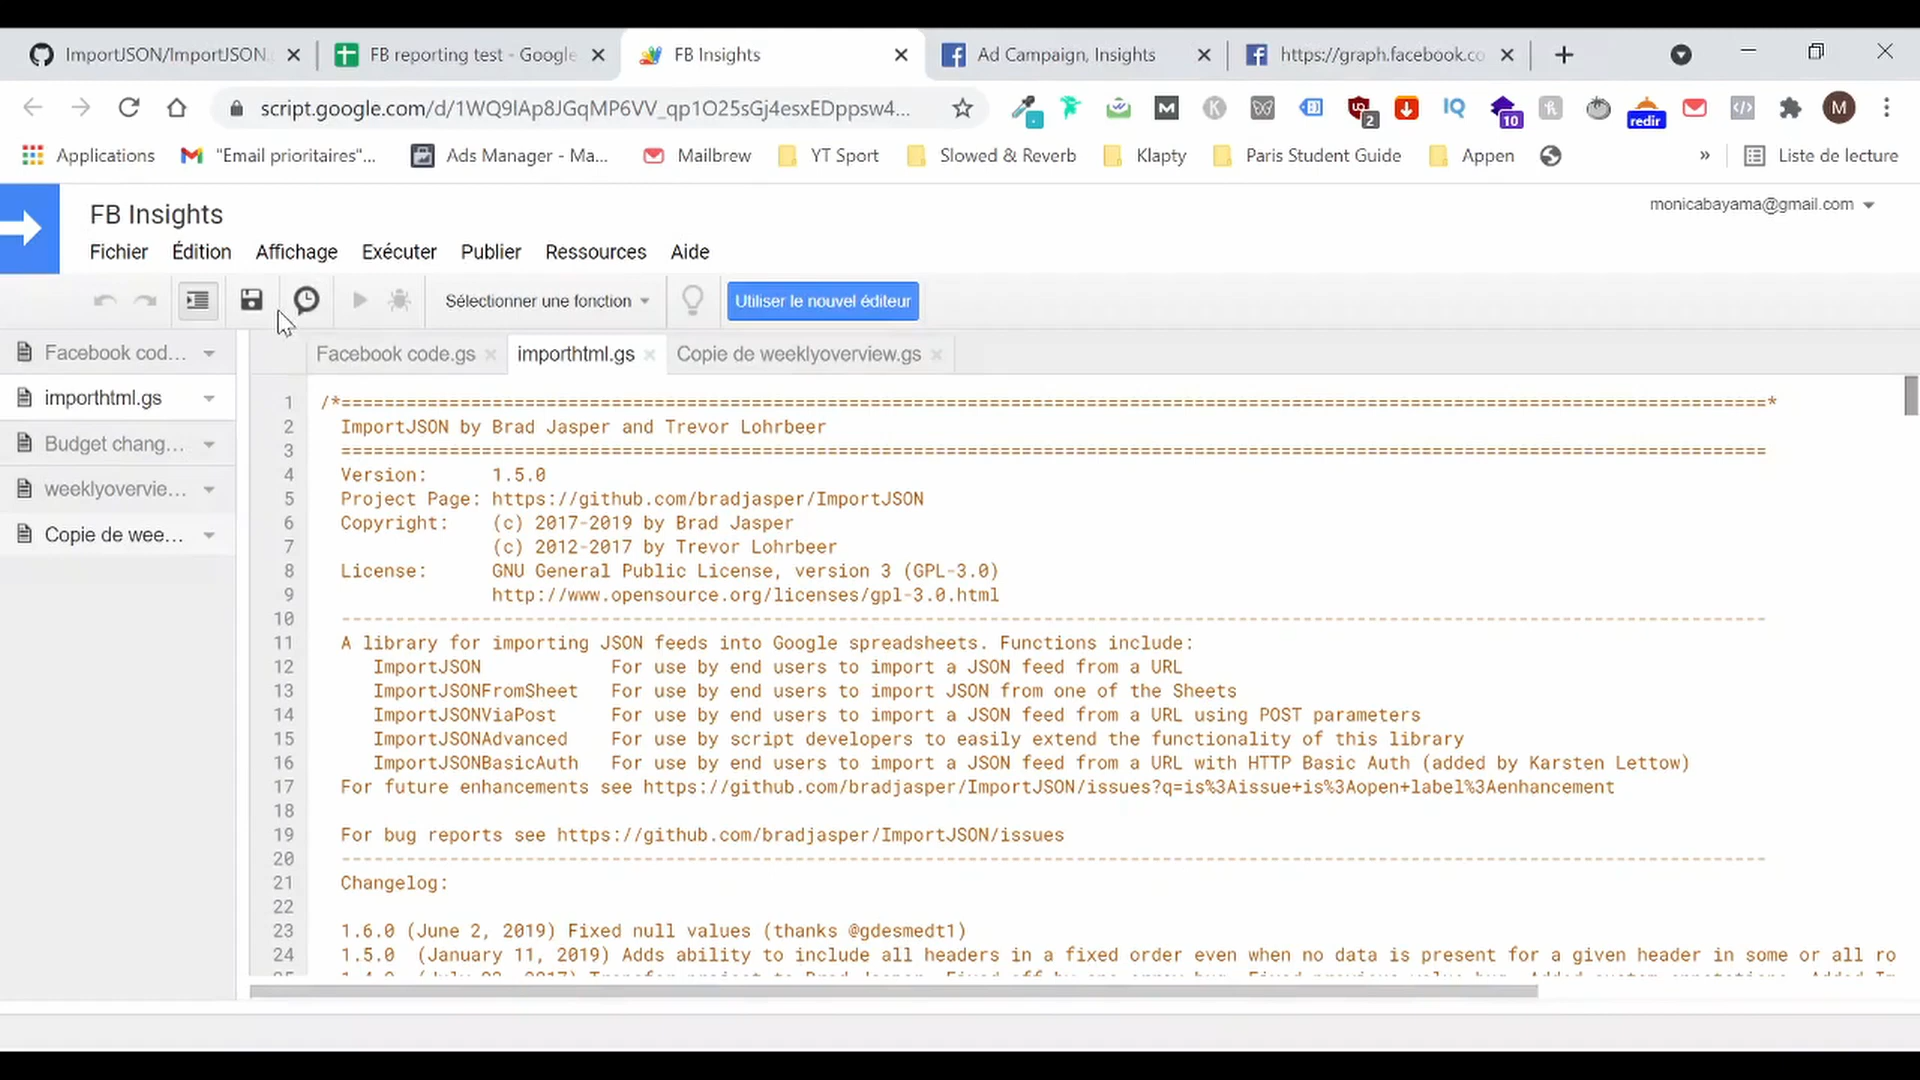 ImportJSON/ImportJSON. FB reporting test - Google FB Insights Ad Campaign, Insights https://graph.facebook.co
script.google.com/d/1WQ9lAp8JGqMP6VV_qp1O25sGj4esxEDppsw4...
2 IQ 10 redir M
Applications "Email prioritaires"... Ads Manager - Ma... Mailbrew YT Sport Slowed & Reverb Klapty Paris Student Guide Appen » Liste de lecture
FB Insights
monicabayama@gmail.com
Fichier Édition Affichage Exécuter Publier Ressources Aide
Sélectionner une fonction Utiliser le nouvel éditeur
Facebook cod...
importhtml.gs
Budget chang...
weeklyovervie...
Copie de wee...
Facebook code.gs importhtml.gs Copie de weeklyoverview.gs
1 /*====================================================================================================================================*
2 ImportJSON by Brad Jasper and Trevor Lohrbeer
3 ====================================================================================================================================
4 Version: 1.5.0
5 Project Page: https://github.com/bradjasper/ImportJSON
6 Copyright: (c) 2017-2019 by Brad Jasper
7 (c) 2012-2017 by Trevor Lohrbeer
8 License: GNU General Public License, version 3 (GPL-3.0)
9 http://www.opensource.org/licenses/gpl-3.0.html
10 ------------------------------------------------------------------------------------------------------------------------------------
11 A library for importing JSON feeds into Google spreadsheets. Functions include:
12 ImportJSON For use by end users to import a JSON feed from a URL
13 ImportJSONFromSheet For use by end users to import JSON from one of the Sheets
14 ImportJSONViaPost For use by end users to import a JSON feed from a URL using POST parameters
15 ImportJSONAdvanced For use by script developers to easily extend the functionality of this library
16 ImportJSONBasicAuth For use by end users to import a JSON feed from a URL with HTTP Basic Auth (added by Karsten Lettow)
17 For future enhancements see https://github.com/bradjasper/ImportJSON/issues?q=is%3Aissue+is%3Aopen+label%3Aenhancement
18
19 For bug reports see https://github.com/bradjasper/ImportJSON/issues
20 ------------------------------------------------------------------------------------------------------------------------------------
21 Changelog:
22
23 1.6.0 (June 2, 2019) Fixed null values (thanks @gdesmedt1)
24 1.5.0 (January 11, 2019) Adds ability to include all headers in a fixed order even when no data is present for a given header in some or all ro